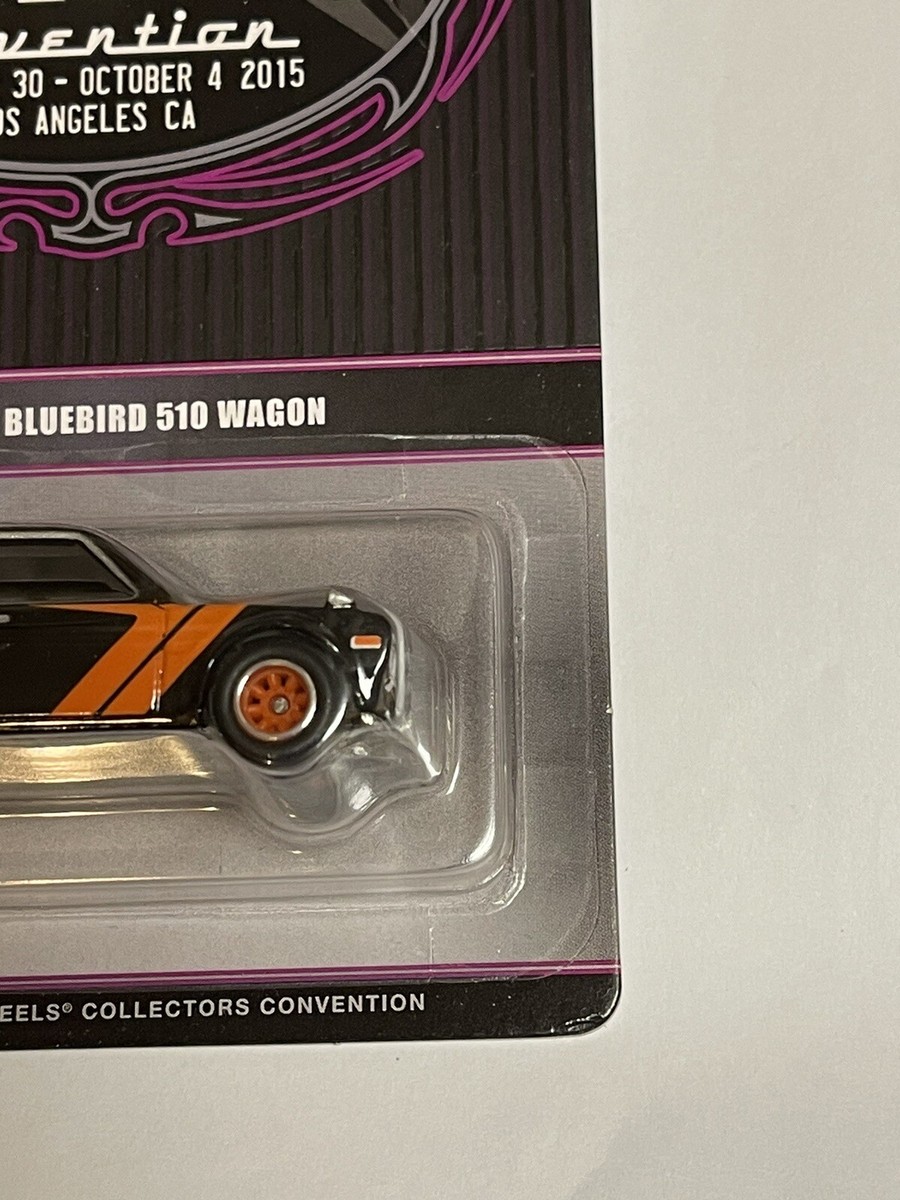 vention
30 - OCTOBER 4 2015
OS ANGELES CA
BLUEBIRD 510 WAGON
EELS® COLLECTORS CONVENTION